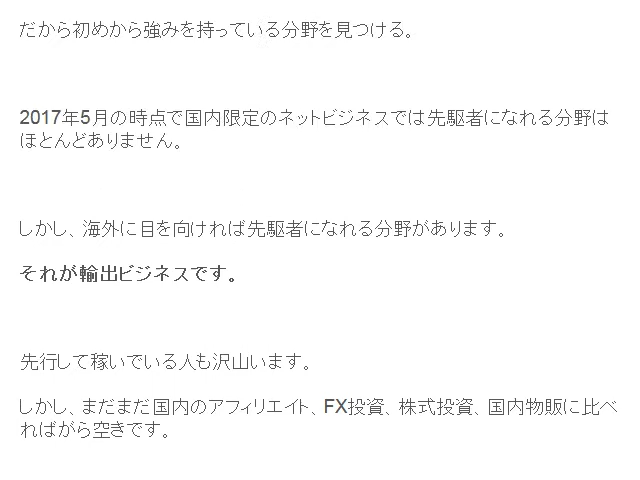 だから初めから強みを持っている分野を見つける。
2017年5月の時点で国内限定のネットビジネスでは先駆者になれる分野は
ほとんどありません。
しかし、海外に目を向ければ先駆者になれる分野があります。
それが輸出ビジネスです。
先行して稼いでいる人も沢山います。
しかし、まだまだ国内のアフィリエイト、FX投資、株式投資、国内物販に比べ
ればがら空きです。